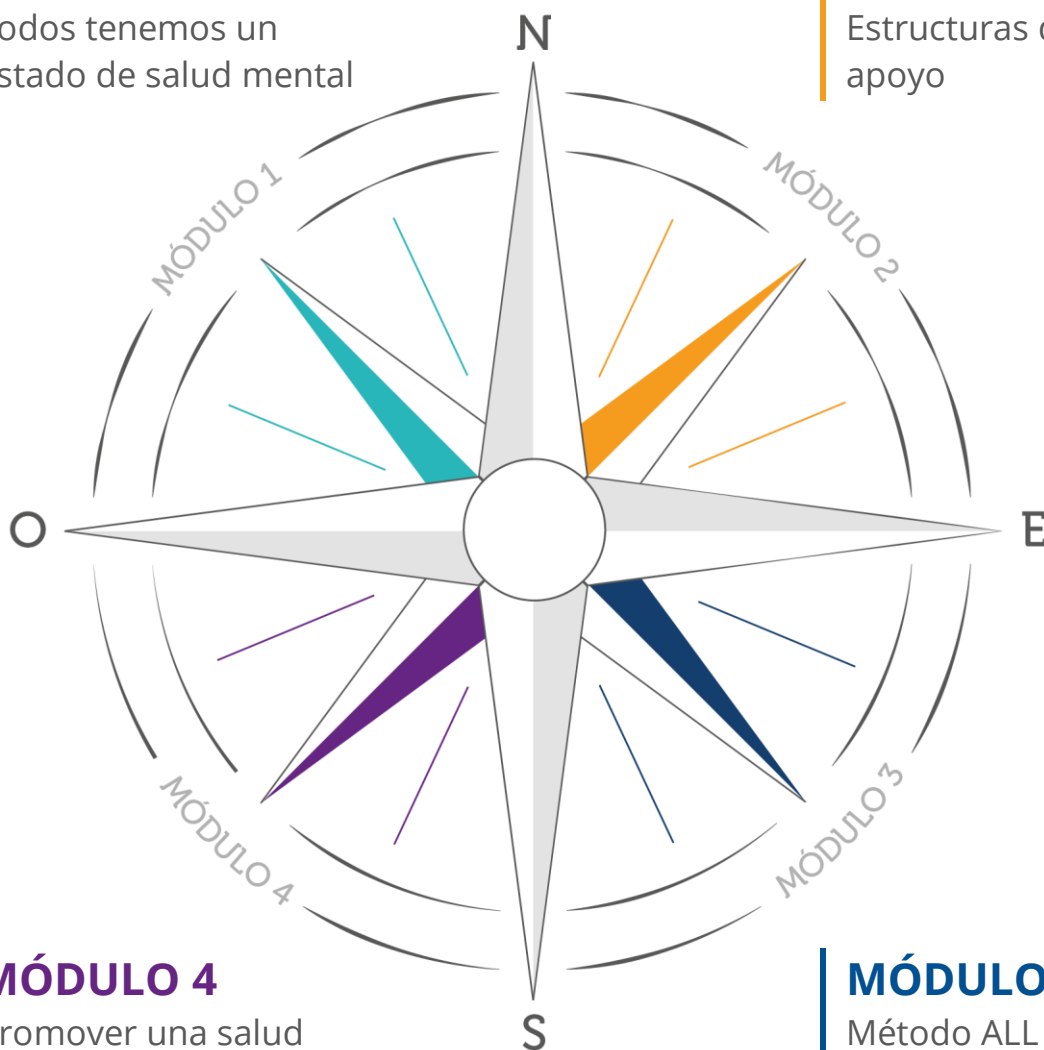 odos tenemos un
stado de salud mental
N
Estructuras
apoyo
MÓDULO 1
MÓDULO 2
O
E
MÓDULO 4
MÓDULO 3
MÓDULO 4
romover una salud
S
MÓDULO
Método ALL